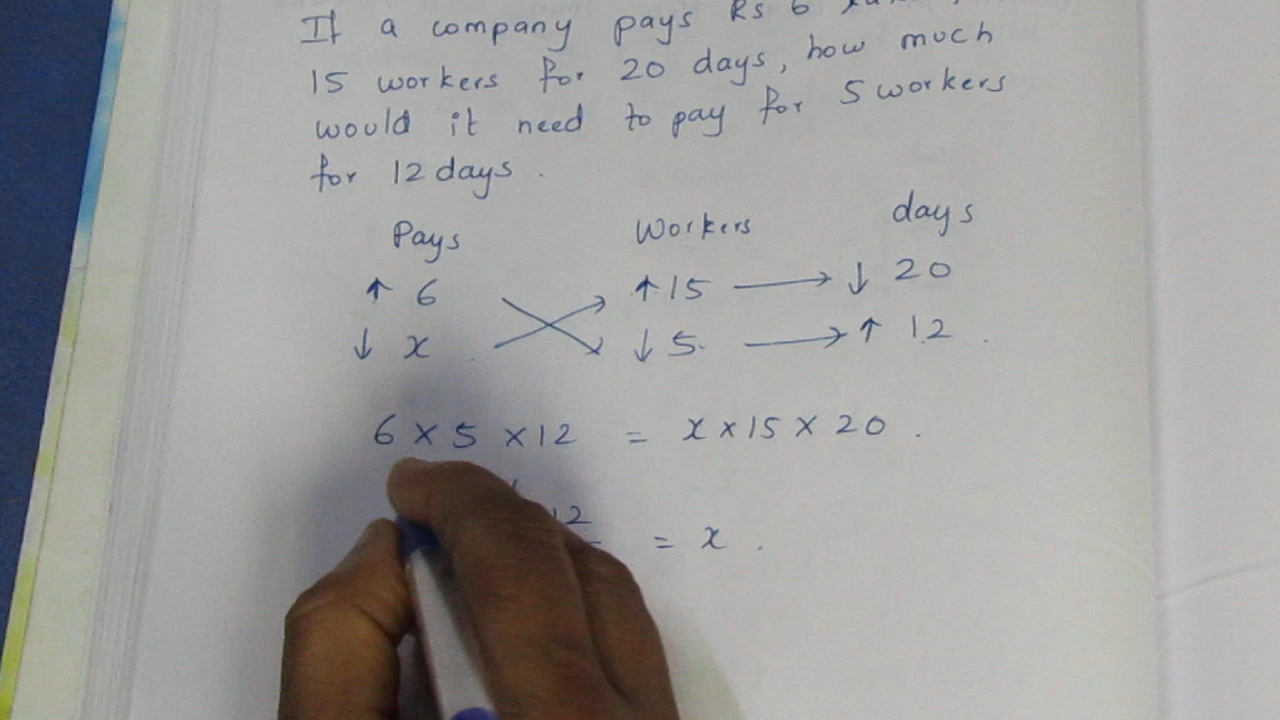 If a company pays Rs 6
15 workers for 20 days, how much
would it need to pay for 5 workers
for 12 days.
Pays Workers days
↑ 6 ↑ 15 → ↓ 20
↓ x ↓ 5 → ↑ 12
6 × 5 × 12 = x × 15 × 20.
12 = x.